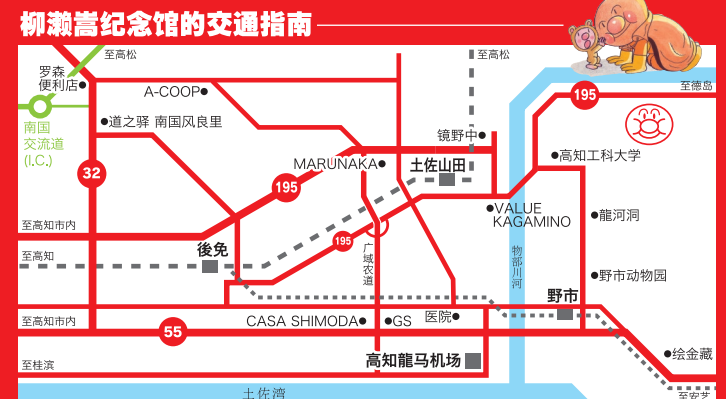 柳濑嵩纪念馆的交通指南
至高松
至高松
罗森
便利店
A-COOP
195
至德岛
道之驿 南国风良里
南国
交流道
(I.C.)
镜野中
高知工科大学
MARUNAKA
土佐山田
32
195
VALUE
KAGAMINO
龍河洞
至高知市内
195
後免
广域农道
物部川河
至高知
野市动物园
野市
至高知市内
55
CASA SHIMODA
GS
医院
高知龍马机场
绘金藏
至桂滨
土佐湾
至安艺